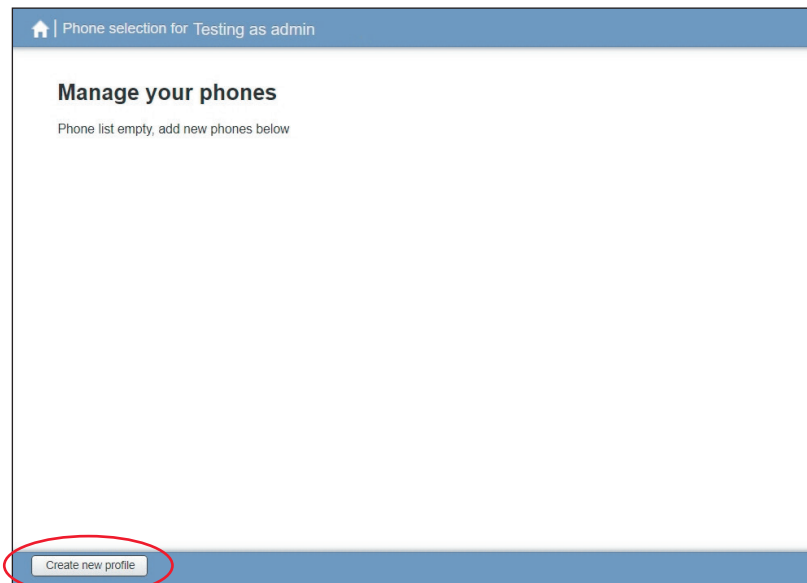 Phone selection for Testing as admin
Manage your phones
Phone list empty, add new phones below
Create new profile